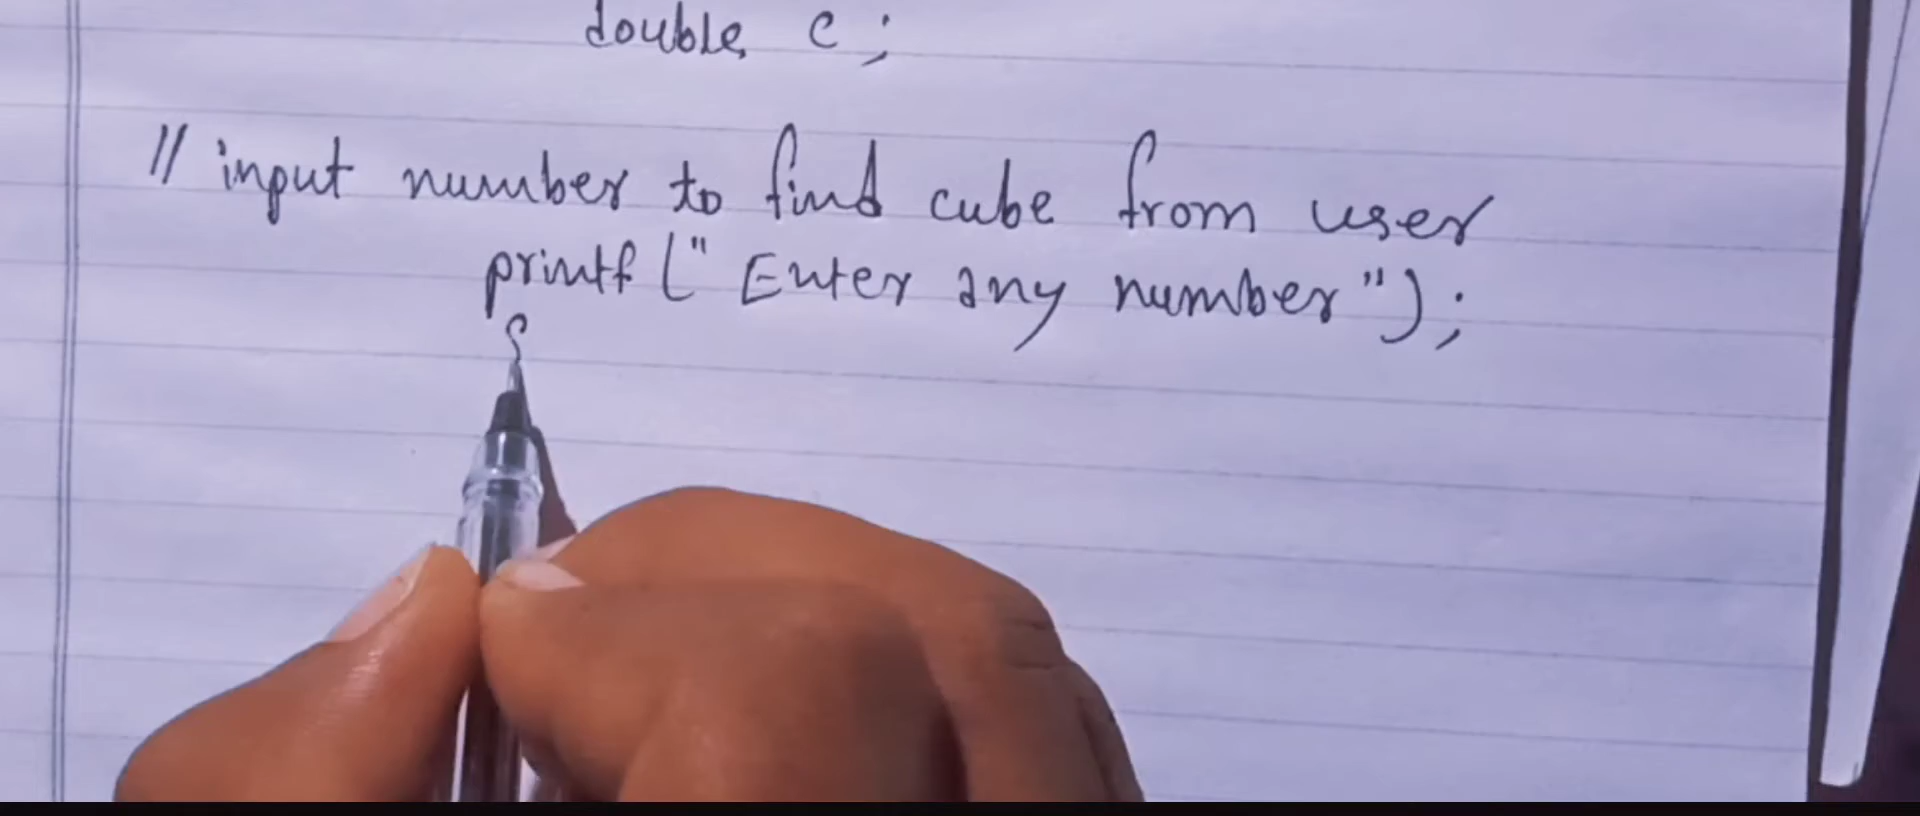 double c;
// input number to find cube from user
printf(" Enter any number");
s